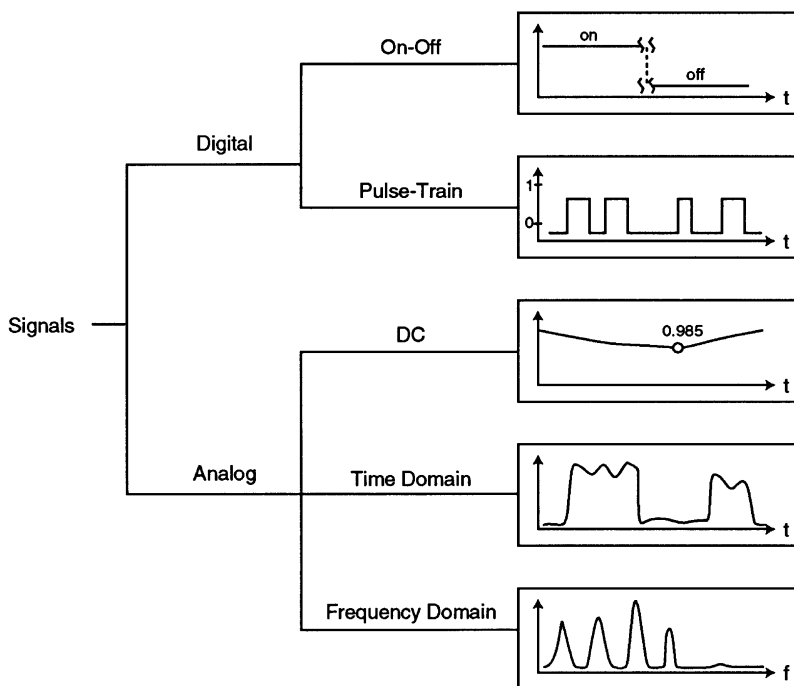 On-Off
on
off
t
Digital
Pulse-Train
1
0
t
Signals
DC
0.985
t
Analog
Time Domain
t
Frequency Domain
f